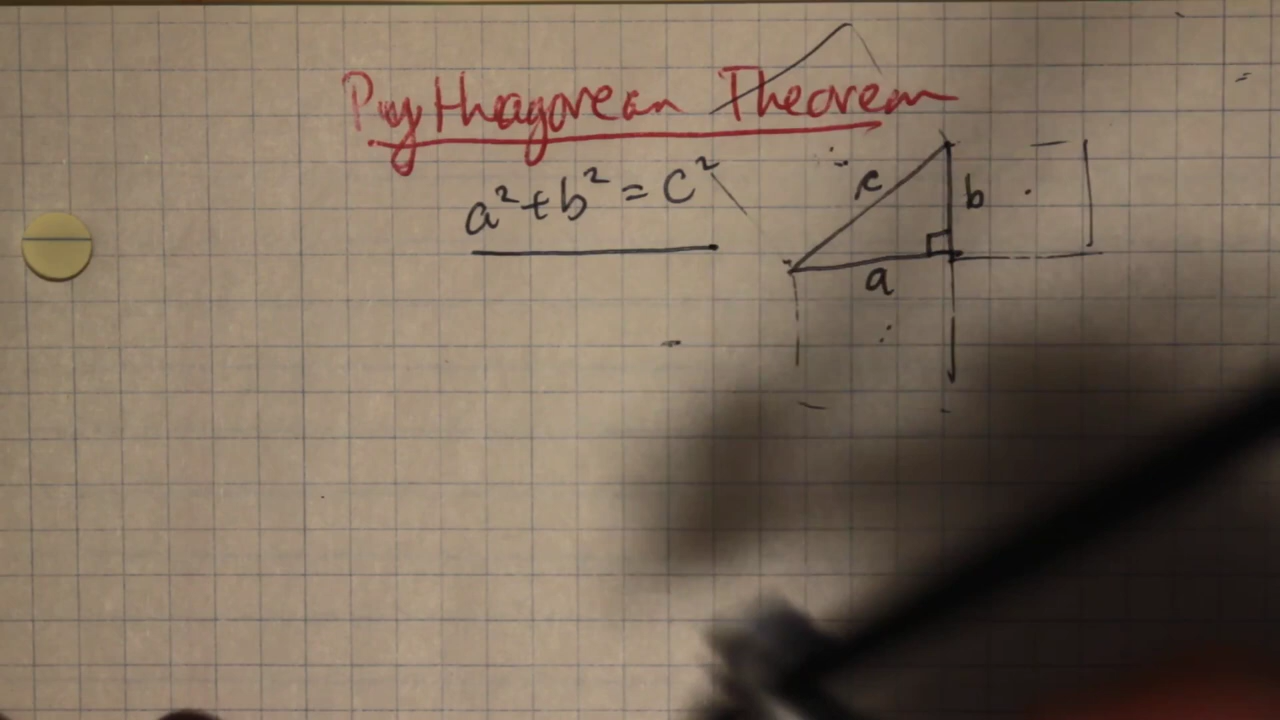 Pythagorean Theorem
a² + b² = c²
c
b
a